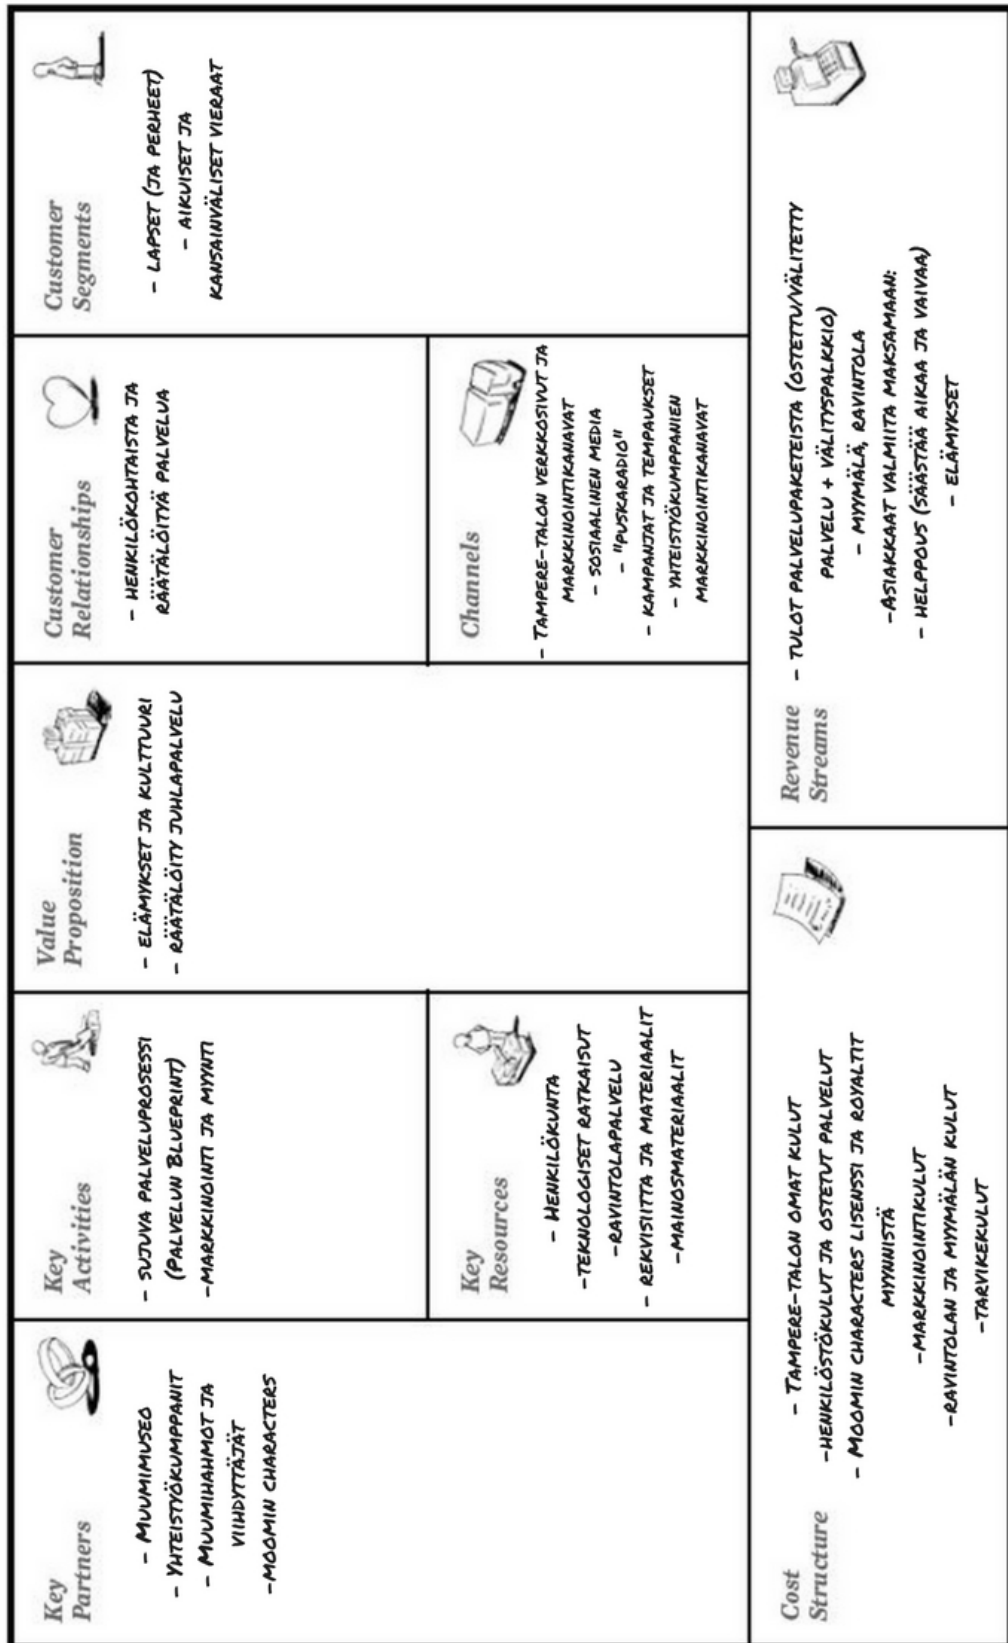 Key
Partners
- MUUMIMUSEO
- YHTEISTYÖKUMPPANIT
- MUUMIHAHMOT JA
VIIHDYTTÄJÄT
-MOOMIN CHARACTERS
Key
Activities
- SUJUVA PALVELUPROSESSI
(PALVELUN BLUEPRINT)
-MARKKINOINTI JA MYYNTI
Key
Resources
- HENKILÖKUNTA
-TEKNOLOGISET RATKAISUT
-RAVINTOLAPALVELU
- REKVISIITTA JA MATERIAALIT
-MAINOSMATERIAALIT
Value
Proposition
- ELÄMYKSET JA KULTTUURI
- RÄÄTÄLÖITY JUHLAPALVELU
Customer
Relationships
- HENKILÖKOHTAISTA JA
RÄÄTÄLÖITYÄ PALVELUA
Channels
- TAMPERE-TALON VERKKOSIVUT JA
MARKKINOINTIKANAVAT
- SOSIAALINEN MEDIA
- "PUSKARADIO"
- KAMPANJAT JA TEMPAUKSET
- YHTEISTYÖKUMPPANIEN
MARKKINOINTIKANAVAT
Customer
Segments
- LAPSET (JA PERHEET)
- AIKUISET JA
KANSAINVÄLISET VIERAAT
Cost
Structure
- TAMPERE-TALON OMAT KULUT
-HENKILÖSTÖKULUT JA OSTETUT PALVELUT
- MOOMIN CHARACTERS LISENSSI JA ROYALTIT
MYYNNISTÄ
-MARKKINOINTIKULUT
-RAVINTOLAN JA MYYMÄLÄN KULUT
-TARVIKEKULUT
Revenue
Streams
- TULOT PALVELUPAKETEISTA (OSTETTU/VÄLITETTY
PALVELU + VÄLITYSPALKKIO)
- MYYMÄLÄ, RAVINTOLA
-ASIAKKAAT VALMIITA MAKSAMAAN:
- HELPPOUS (SÄÄSTÄÄ AIKAA JA VAIVAA)
- ELÄMYKSET